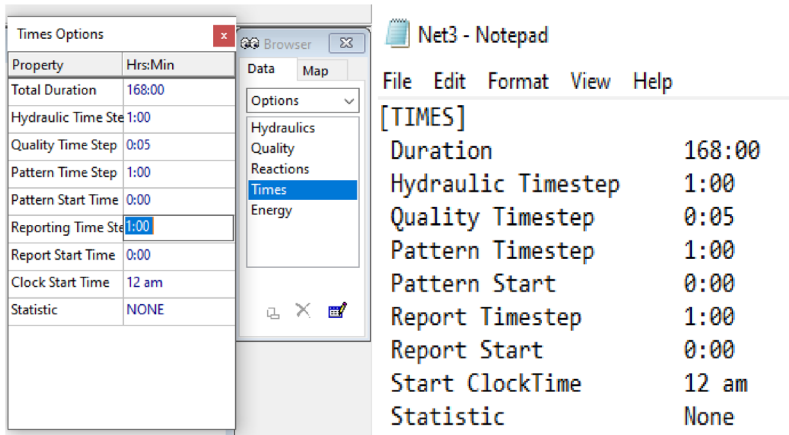 Times Options
x
Property Hrs:Min
Total Duration 168:00
Hydraulic Time Ste 1:00
Quality Time Step 0:05
Pattern Time Step 1:00
Pattern Start Time 0:00
Reporting Time Ste 1:00
Report Start Time 0:00
Clock Start Time 12 am
Statistic NONE
Browser
Data Map
Options
Hydraulics
Quality
Reactions
Times
Energy
Net3 - Notepad
File Edit Format View Help
[TIMES]
Duration 168:00
Hydraulic Timestep 1:00
Quality Timestep 0:05
Pattern Timestep 1:00
Pattern Start 0:00
Report Timestep 1:00
Report Start 0:00
Start ClockTime 12 am
Statistic None